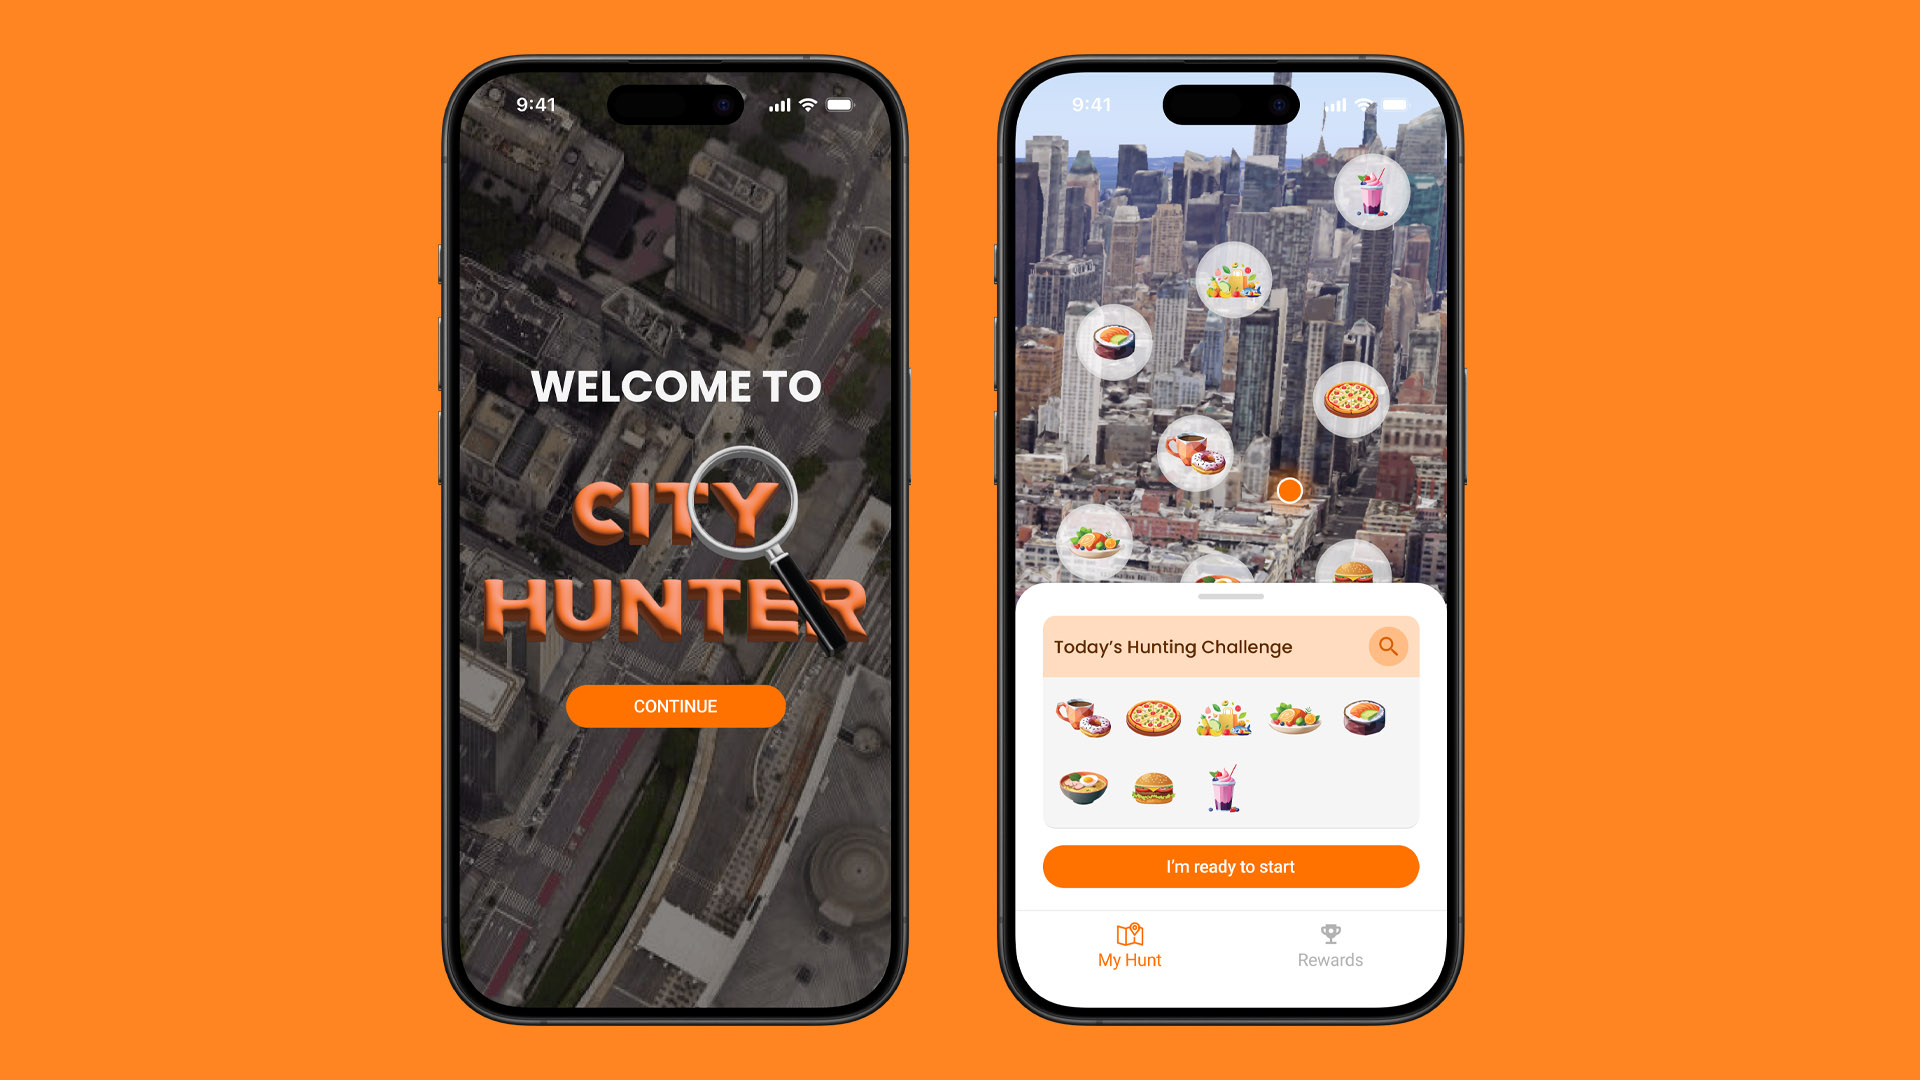 9:41
WELCOME TO
CITY
HUNTER
CONTINUE
9:41
Today’s Hunting Challenge
I’m ready to start
My Hunt
Rewards